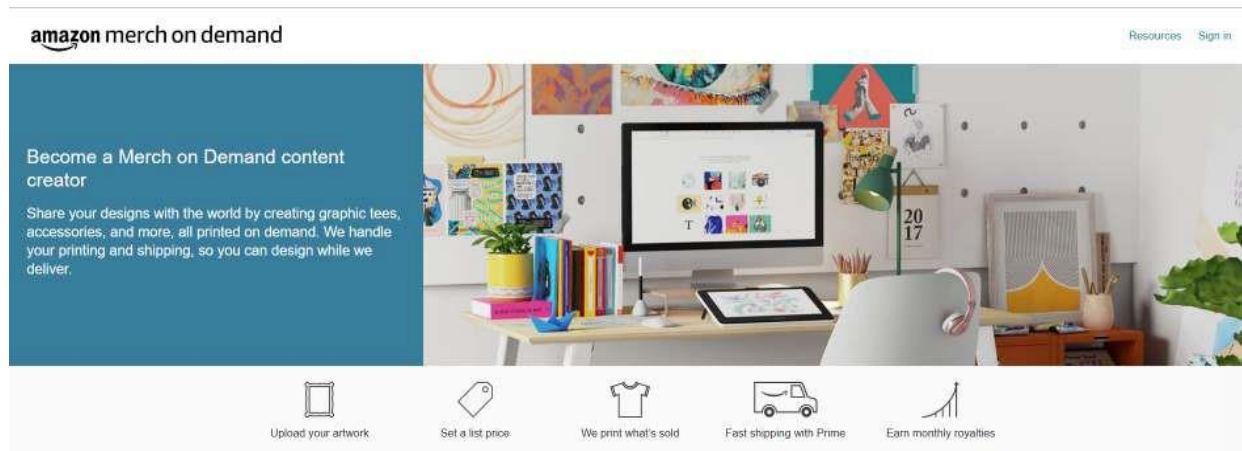 amazon merch on demand
Resources Sign in
Become a Merch on Demand content
creator
Share your designs with the world by creating graphic tees,
accessories, and more, all printed on demand. We handle
your printing and shipping, so you can design while we
deliver.
20
17
T
Upload your artwork
Set a list price
We print what's sold
Fast shipping with Prime
Earn monthly royalties